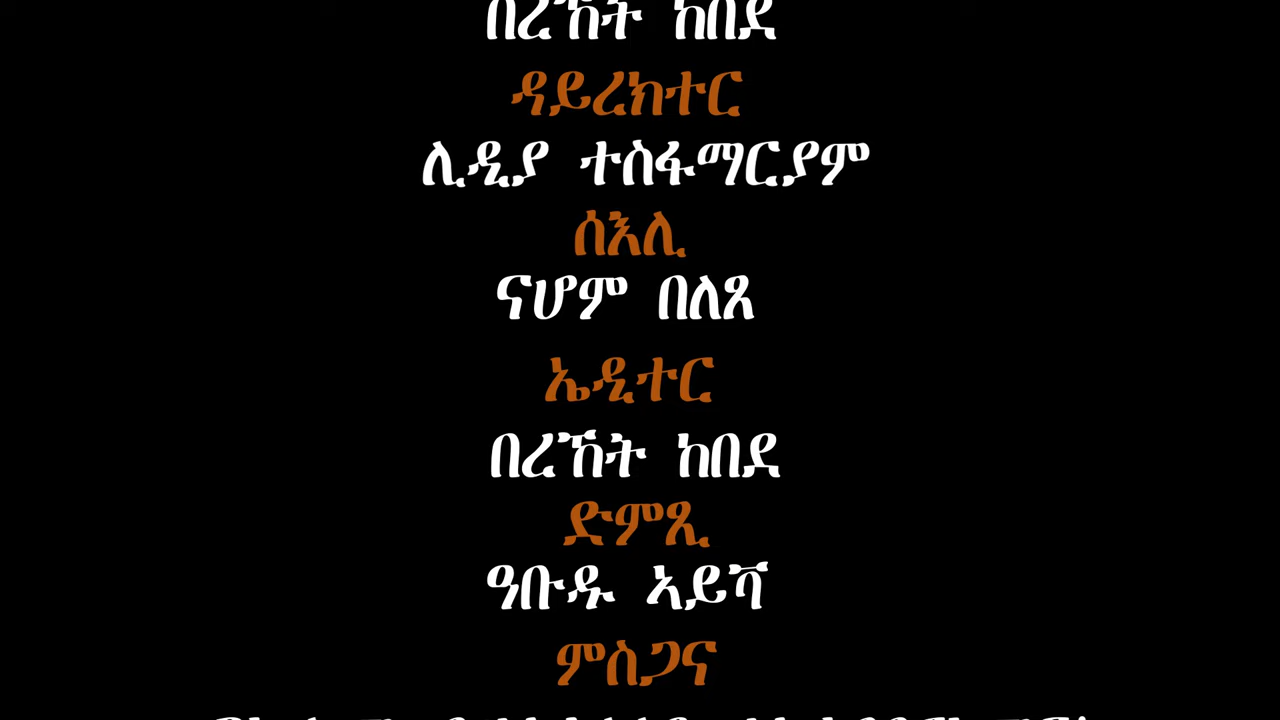 በረኸት ከበደ
ዳይረክተር
ሊዲያ ተስፋማርያም
ሰእሊ
ናሆም በለጸ
ኤዲተር
በረኸት ከበደ
ድምጺ
ዓቡዱ ኣይሻ
ምስጋና